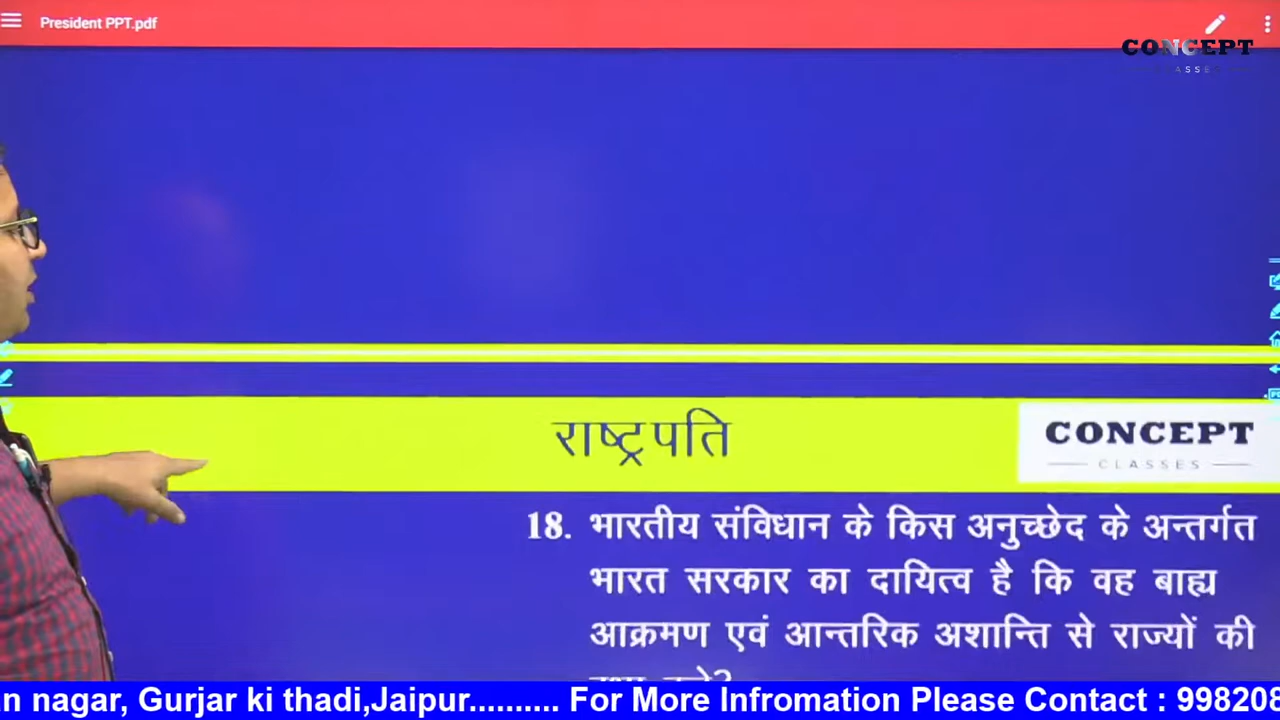 President PPT.pdf
CONCEPT
राष्ट्रपति
CONCEPT
CLASSES
18. भारतीय संविधान के किस अनुच्छेद के अन्तर्गत
भारत सरकार का दायित्व है कि वह बाह्य
आक्रमण एवं आन्तरिक अशान्ति से राज्यों की
n nagar, Gurjar ki thadi,Jaipur.......... For More Infromation Please Contact : 998208